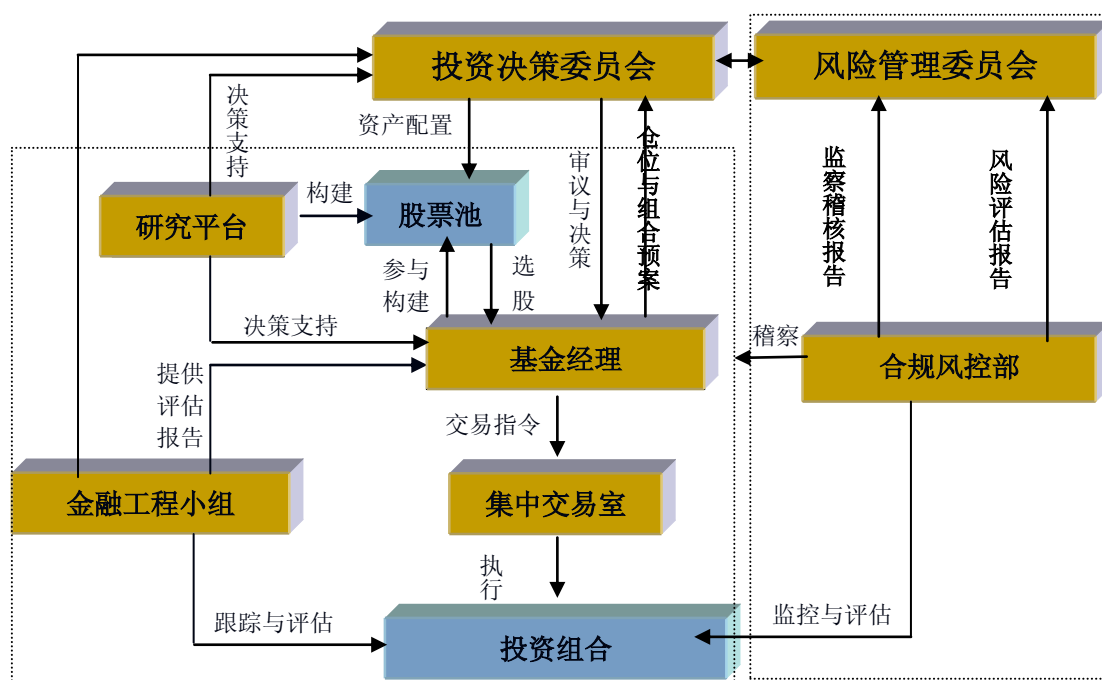 投资决策委员会
风险管理委员会
决策支持
资产配置
审议与决策
仓位与组合预案
监察稽核报告
风险评估报告
研究平台
构建
股票池
参与
构建
选
股
决策支持
基金经理
稽察
合规风控部
提供
评估
报告
交易指令
金融工程小组
集中交易室
执行
跟踪与评估
投资组合
监控与评估